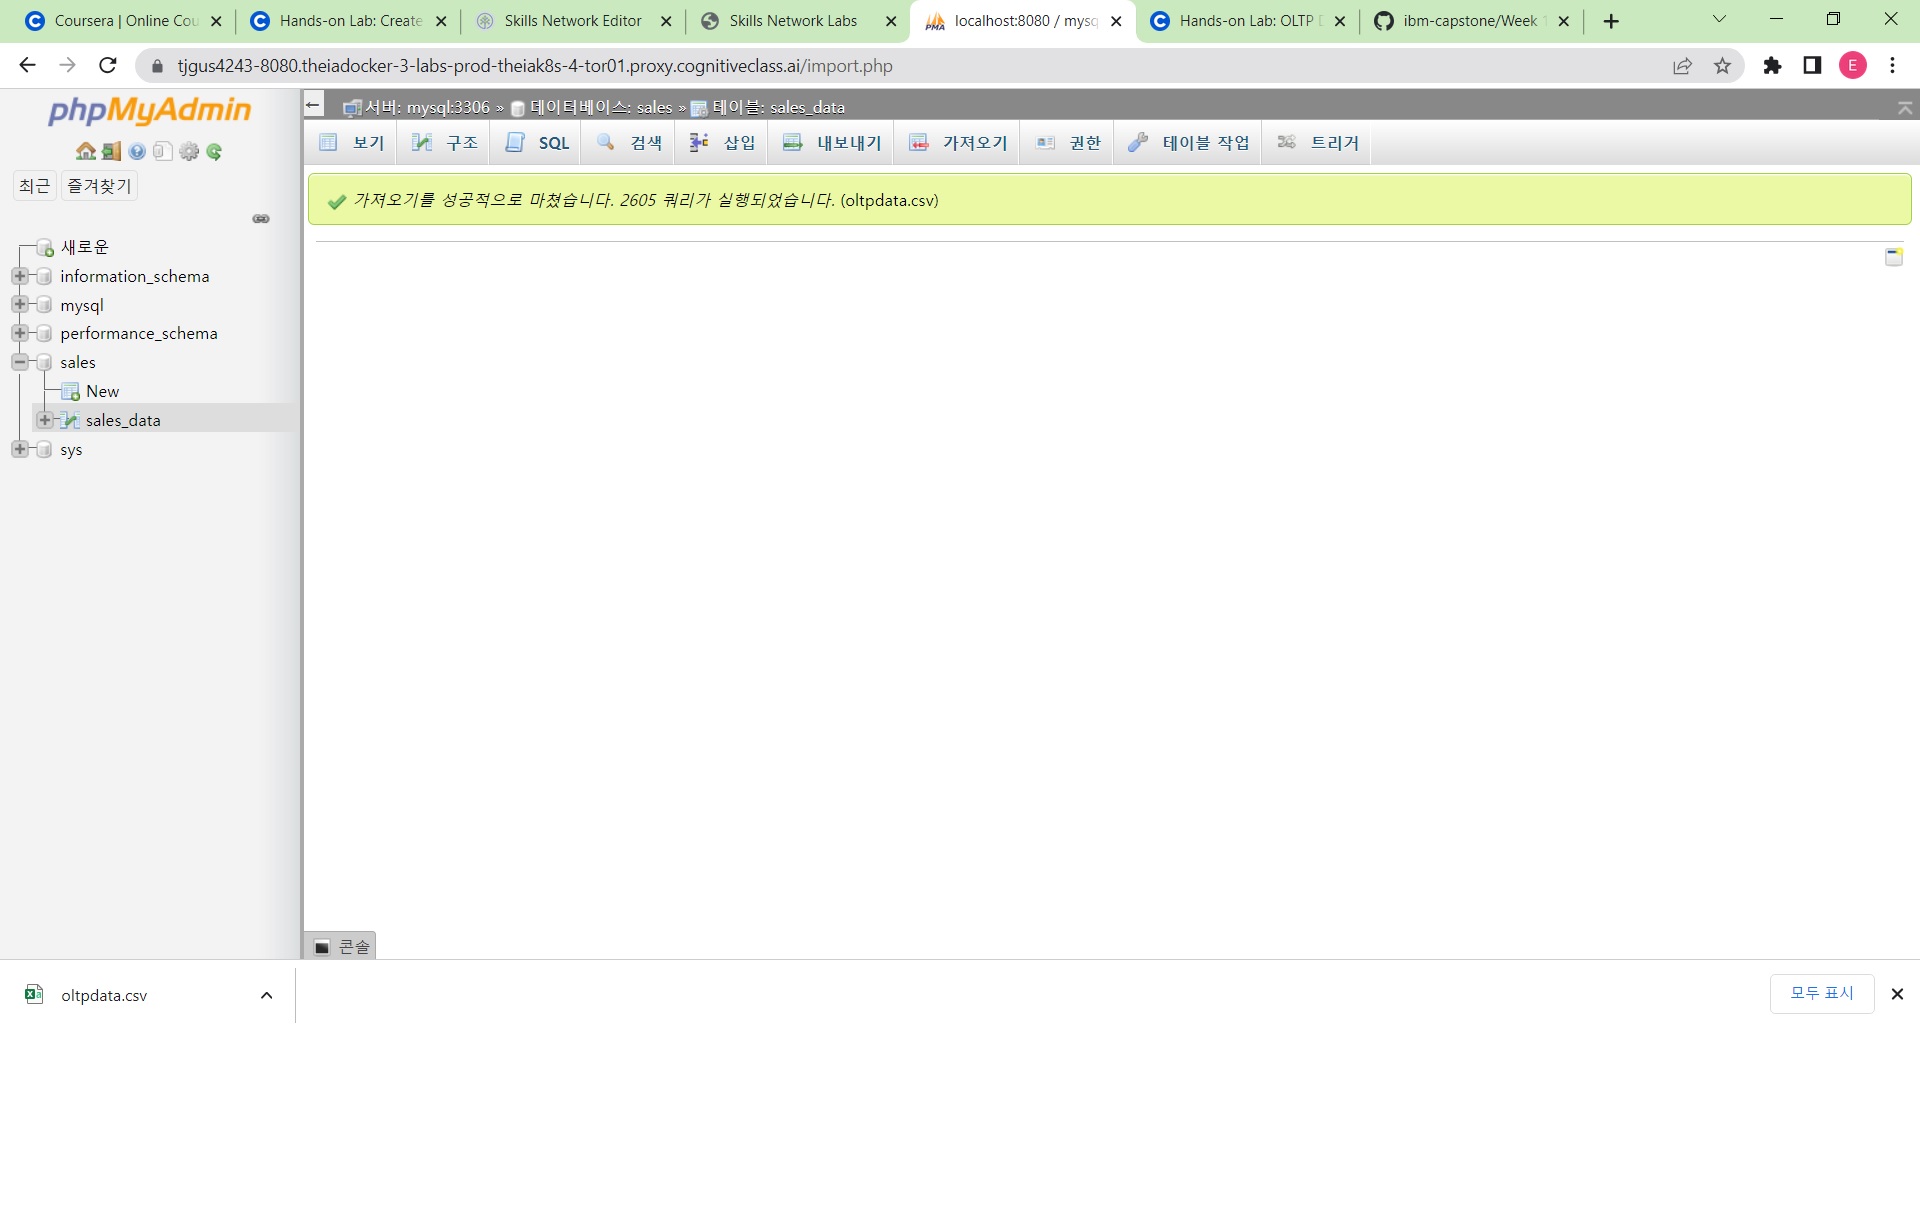 Coursera | Online Cou
Hands-on Lab: Create
Skills Network Editor
Skills Network Labs
localhost:8080 / mysq
Hands-on Lab: OLTP D
ibm-capstone/Week 1
tjgus4243-8080.theiadocker-3-labs-prod-theiak8s-4-tor01.proxy.cognitiveclass.ai/import.php
E
phpMyAdmin
최근 즐겨찾기
새로운
information_schema
mysql
performance_schema
sales
New
sales_data
sys
서버: mysql:3306 » 데이터베이스: sales » 테이블: sales_data
보기 구조 SQL 검색 삽입 내보내기 가져오기 권한 테이블 작업 트리거
가져오기를 성공적으로 마쳤습니다. 2605 쿼리가 실행되었습니다. (oltpdata.csv)
콘솔
oltpdata.csv
모두 표시